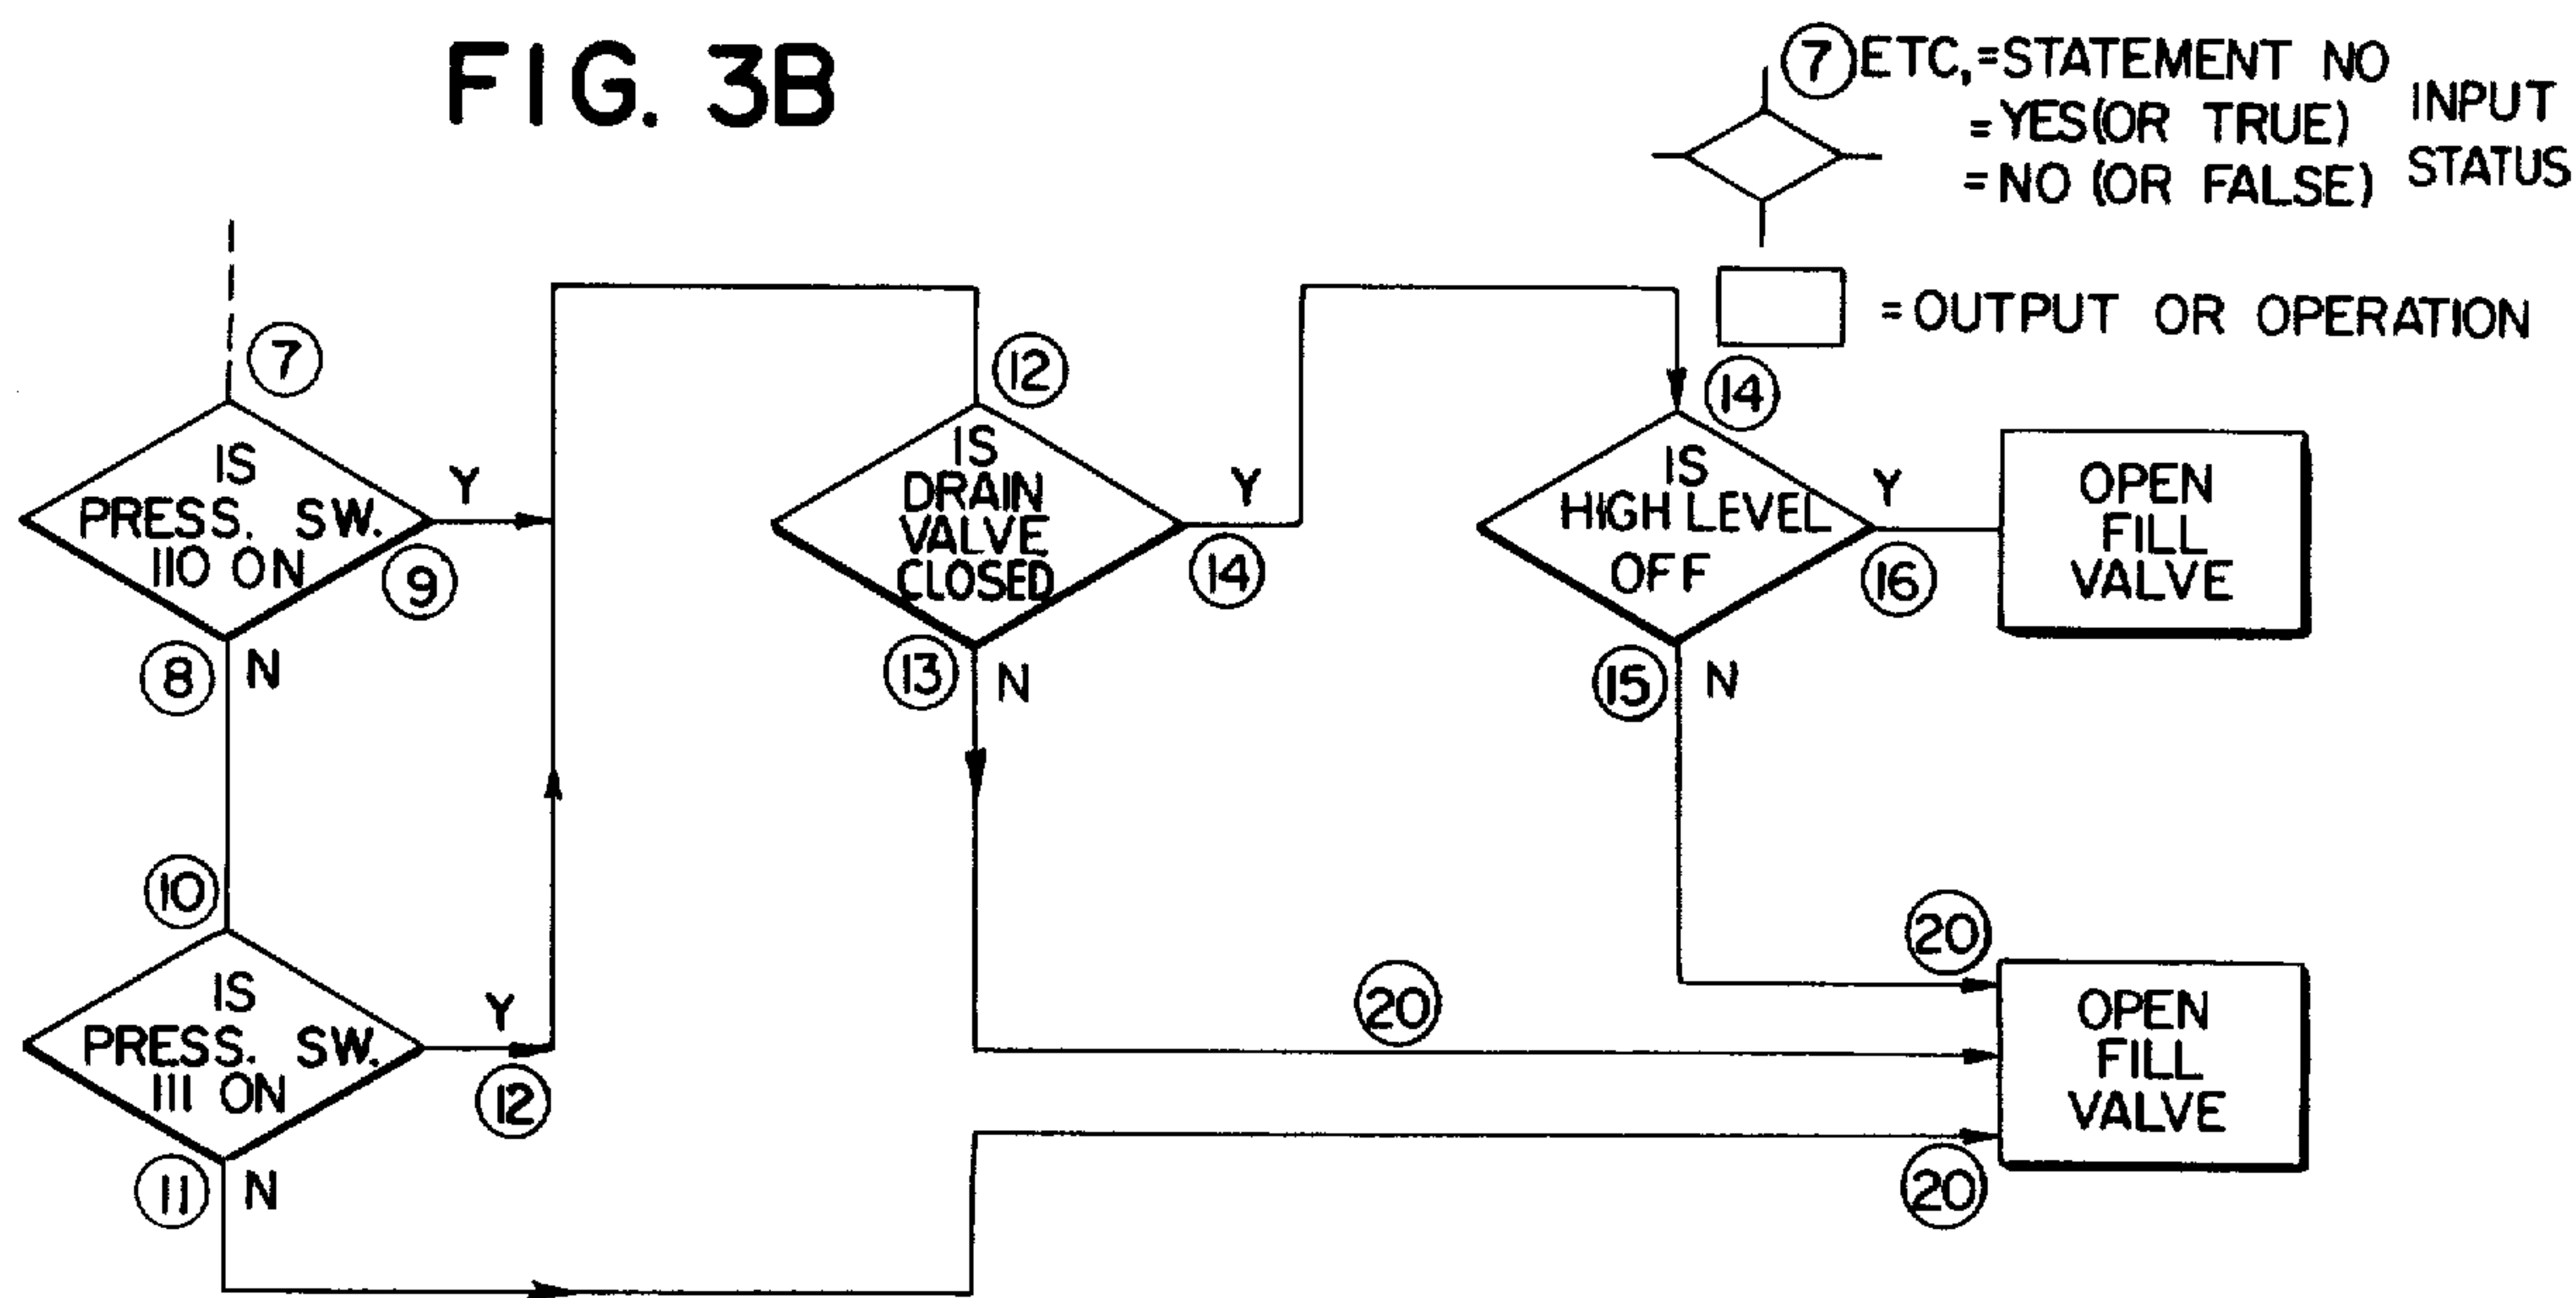 FIG. 3B
7 ETC,=STATEMENT NO
=YES(OR TRUE)
=NO (OR FALSE)
INPUT
STATUS
=OUTPUT OR OPERATION
7
IS
PRESS. SW.
110 ON
Y
9
8
N
10
IS
PRESS. SW.
111 ON
Y
12
11
N
12
IS
DRAIN
VALVE
CLOSED
Y
14
13
N
20
14
IS
HIGH LEVEL
OFF
Y
16
15
N
OPEN
FILL
VALVE
20
OPEN
FILL
VALVE
20